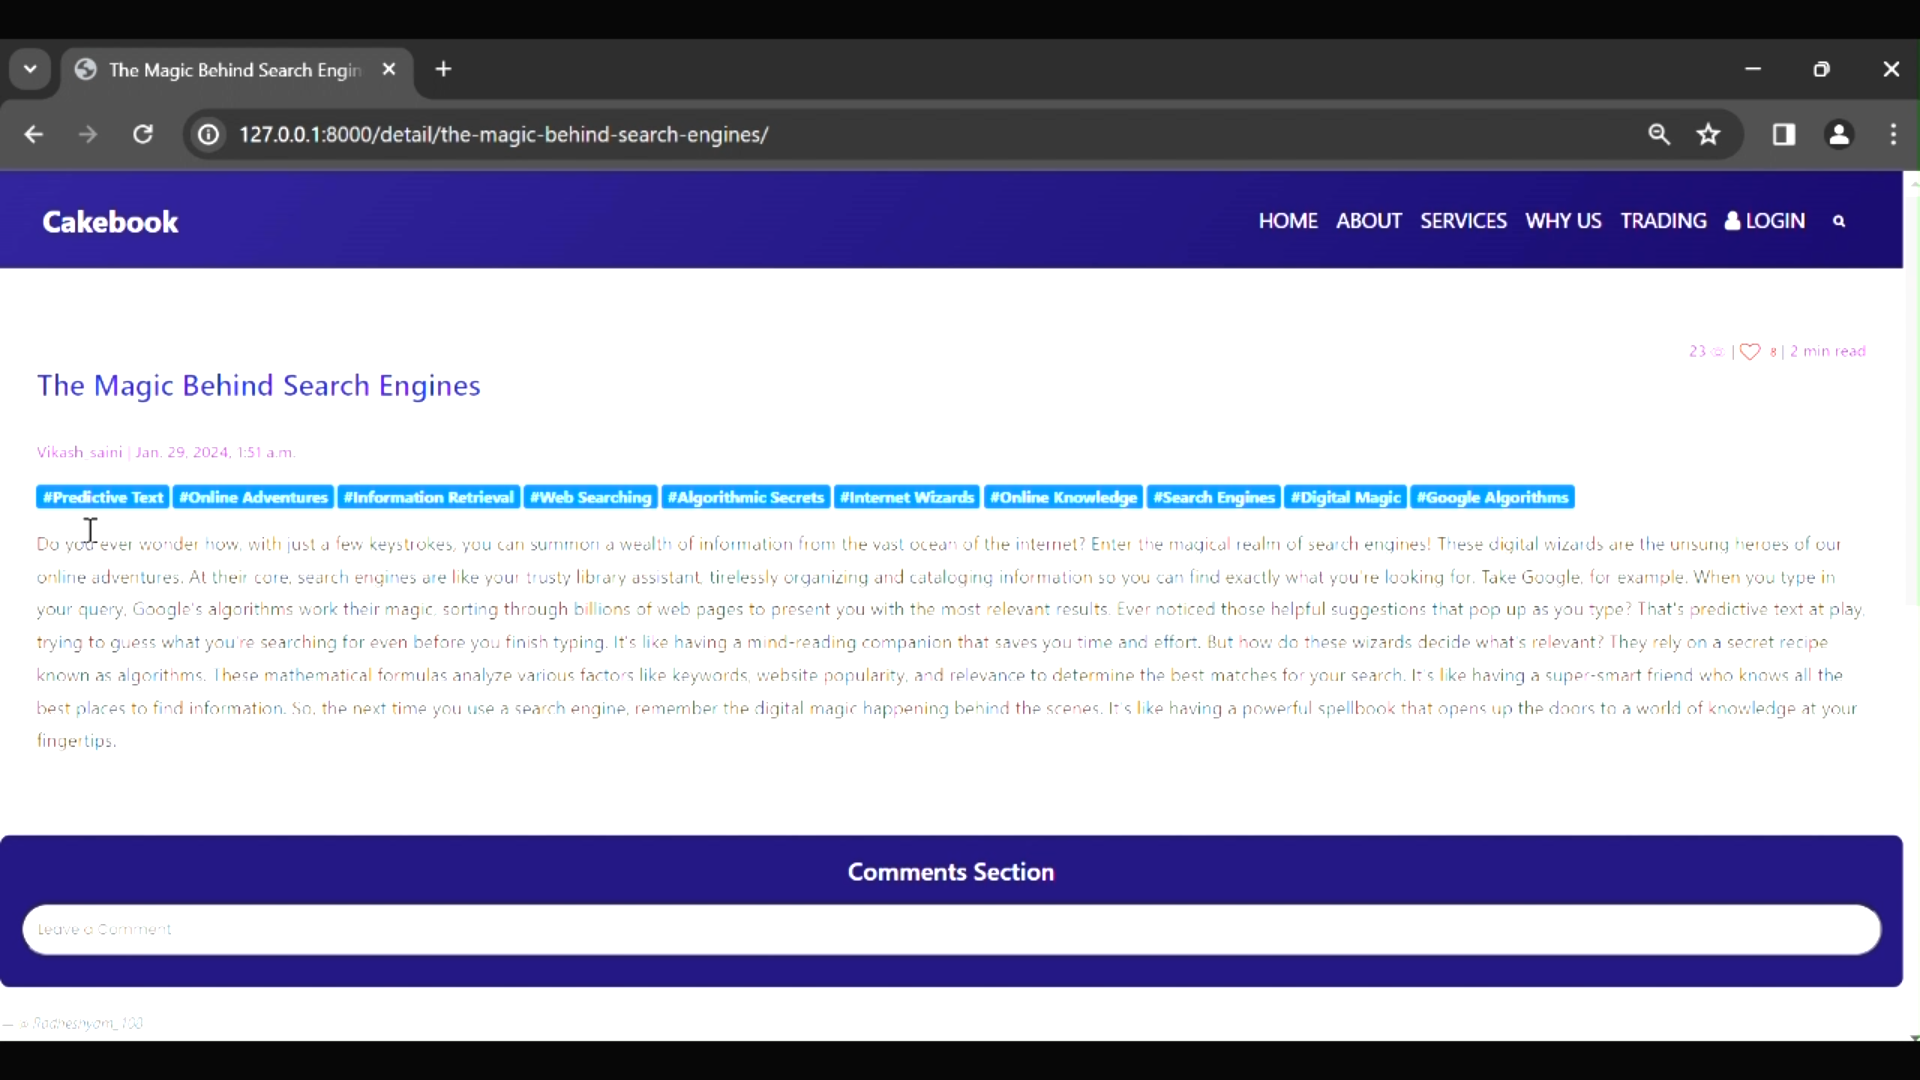 The Magic Behind Search Engin
127.0.0.1:8000/detail/the-magic-behind-search-engines/
Cakebook
HOME ABOUT SERVICES WHY US TRADING LOGIN
23 | 8 | 2 min read
The Magic Behind Search Engines
Vikash_saini | Jan. 29, 2024, 1:51 a.m.
#Predictive Text #Online Adventures #Information Retrieval #Web Searching #Algorithmic Secrets #Internet Wizards #Online Knowledge #Search Engines #Digital Magic #Google Algorithms
Do you ever wonder how, with just a few keystrokes, you can summon a wealth of information from the vast ocean of the internet? Enter the magical realm of search engines! These digital wizards are the unsung heroes of our
online adventures. At their core, search engines are like your trusty library assistant, tirelessly organizing and cataloging information so you can find exactly what you're looking for. Take Google, for example. When you type in
your query, Google's algorithms work their magic, sorting through billions of web pages to present you with the most relevant results. Ever noticed those helpful suggestions that pop up as you type? That's predictive text at play,
trying to guess what you're searching for even before you finish typing. It's like having a mind-reading companion that saves you time and effort. But how do these wizards decide what's relevant? They rely on a secret recipe
known as algorithms. These mathematical formulas analyze various factors like keywords, website popularity, and relevance to determine the best matches for your search. It's like having a super-smart friend who knows all the
best places to find information. So, the next time you use a search engine, remember the digital magic happening behind the scenes. It's like having a powerful spellbook that opens up the doors to a world of knowledge at your
fingertips.
Comments Section
Leave a Comment
— Radheshyam_100